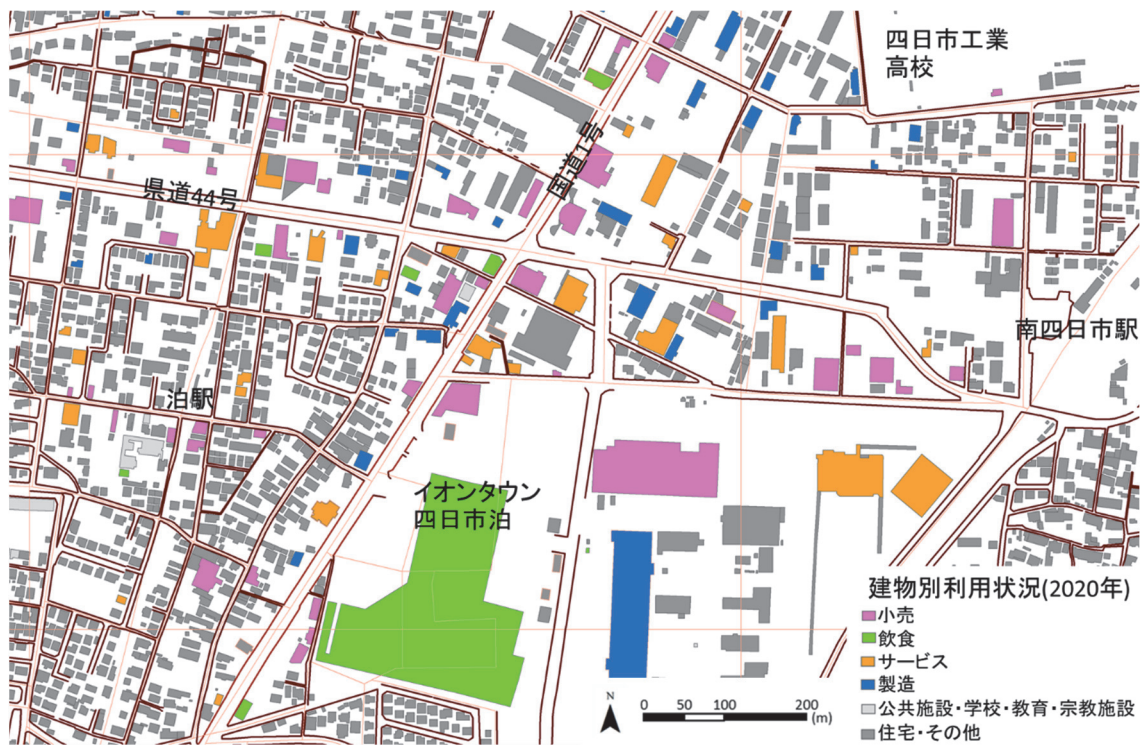 四日市工業
高校
国道1号
県道44号
南四日市駅
泊駅
イオンタウン
四日市泊
建物別利用状況(2020年)
小売
飲食
サービス
製造
公共施設・学校・教育・宗教施設
住宅・その他
N
0 50 100 200
(m)